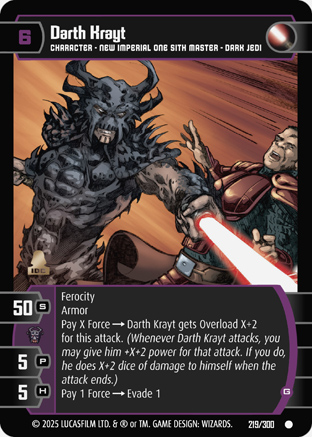 6
Darth Krayt
CHARACTER - NEW IMPERIAL ONE SITH MASTER - DARK JEDI
IDC
50 S
Ferocity
Armor
Pay X Force → Darth Krayt gets Overload X+2
for this attack. (Whenever Darth Krayt attacks, you
may give him +X+2 power for that attack. If you do,
he does X+2 dice of damage to himself when the
attack ends.)
Pay 1 Force → Evade 1
5 P
5 H
G
© 2025 LUCASFILM LTD. & ® OR TM. GAME DESIGN: WIZARDS. 219/300